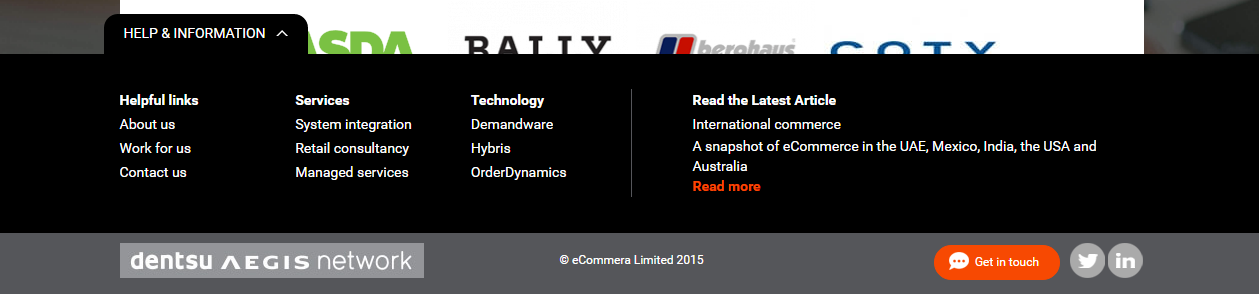 HELP & INFORMATION
ASDA BALLY berghaus COTY
Helpful links
About us
Work for us
Contact us
Services
System integration
Retail consultancy
Managed services
Technology
Demandware
Hybris
OrderDynamics
Read the Latest Article
International commerce
A snapshot of eCommerce in the UAE, Mexico, India, the USA and
Australia
Read more
dentsu AEGIS network
© eCommera Limited 2015
Get in touch
in